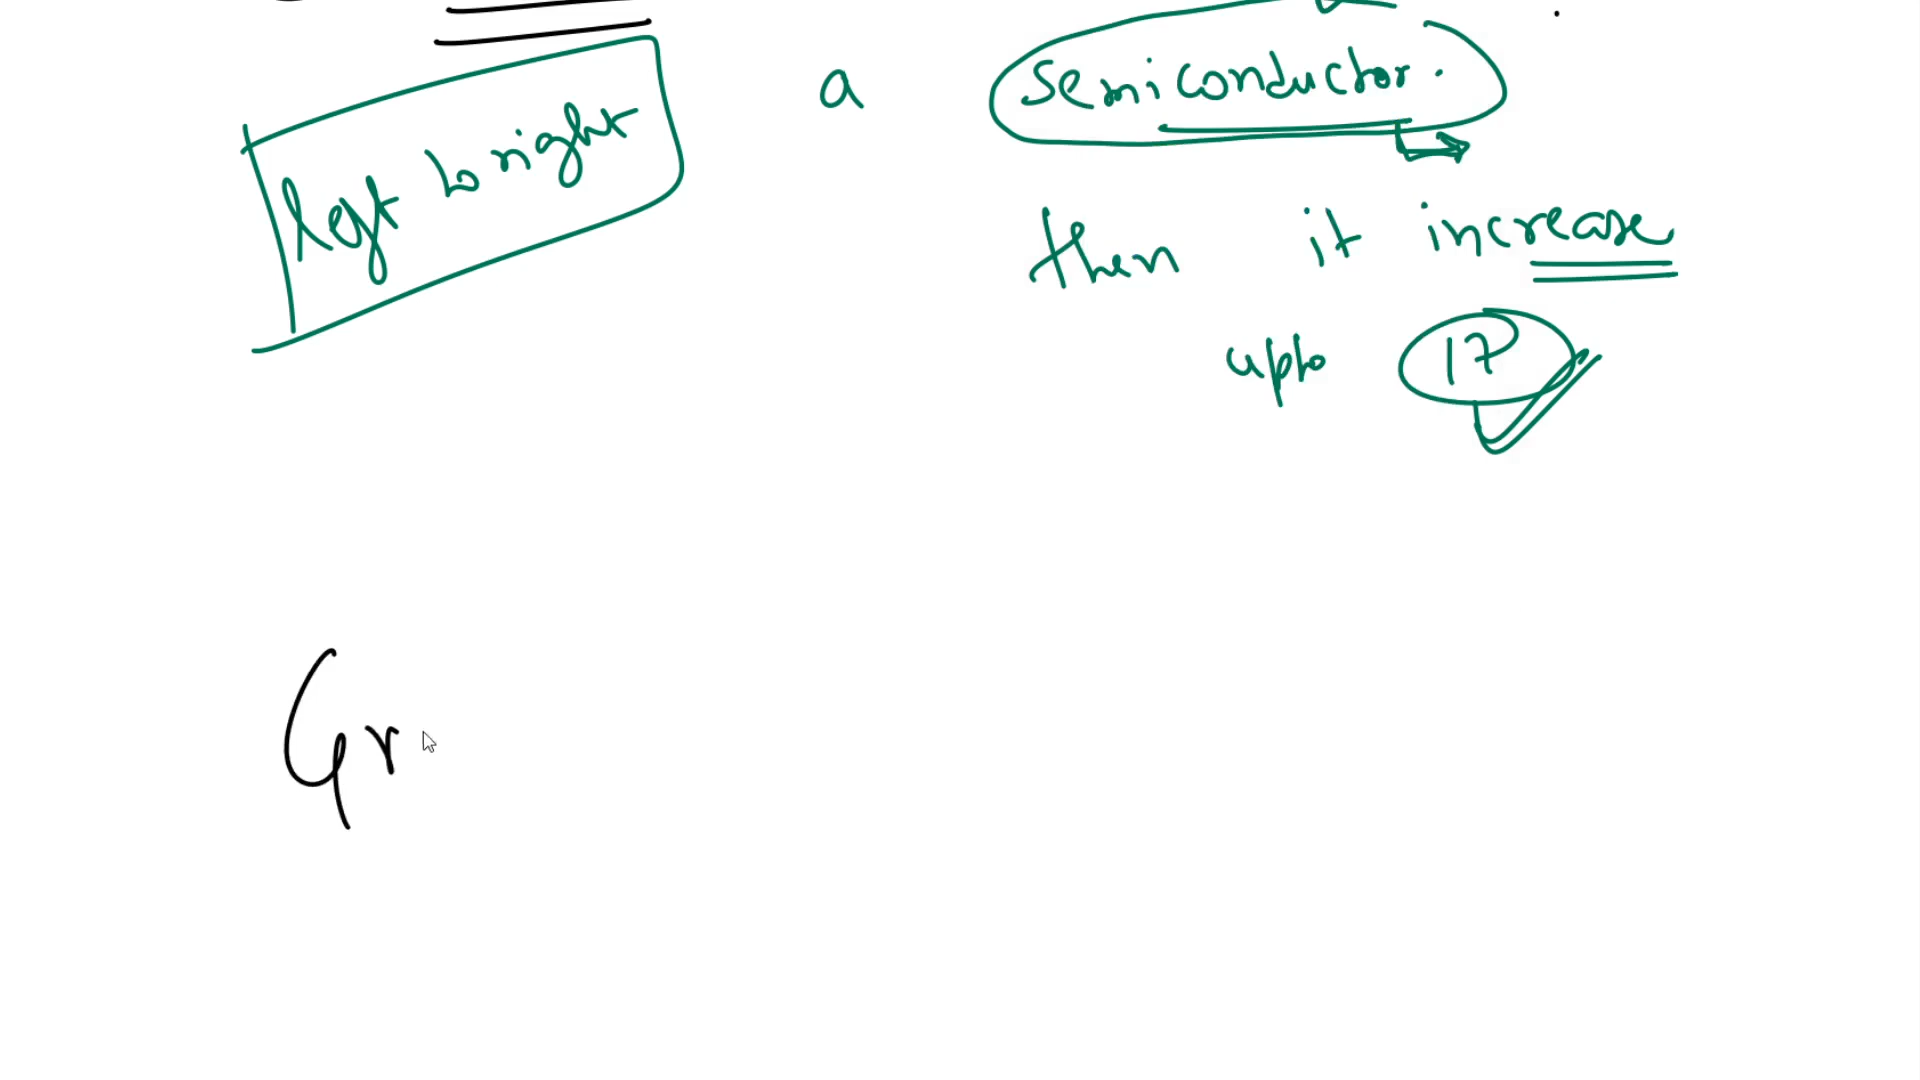 left to right
a semiconductor.
then it increase
upto 17
Gr